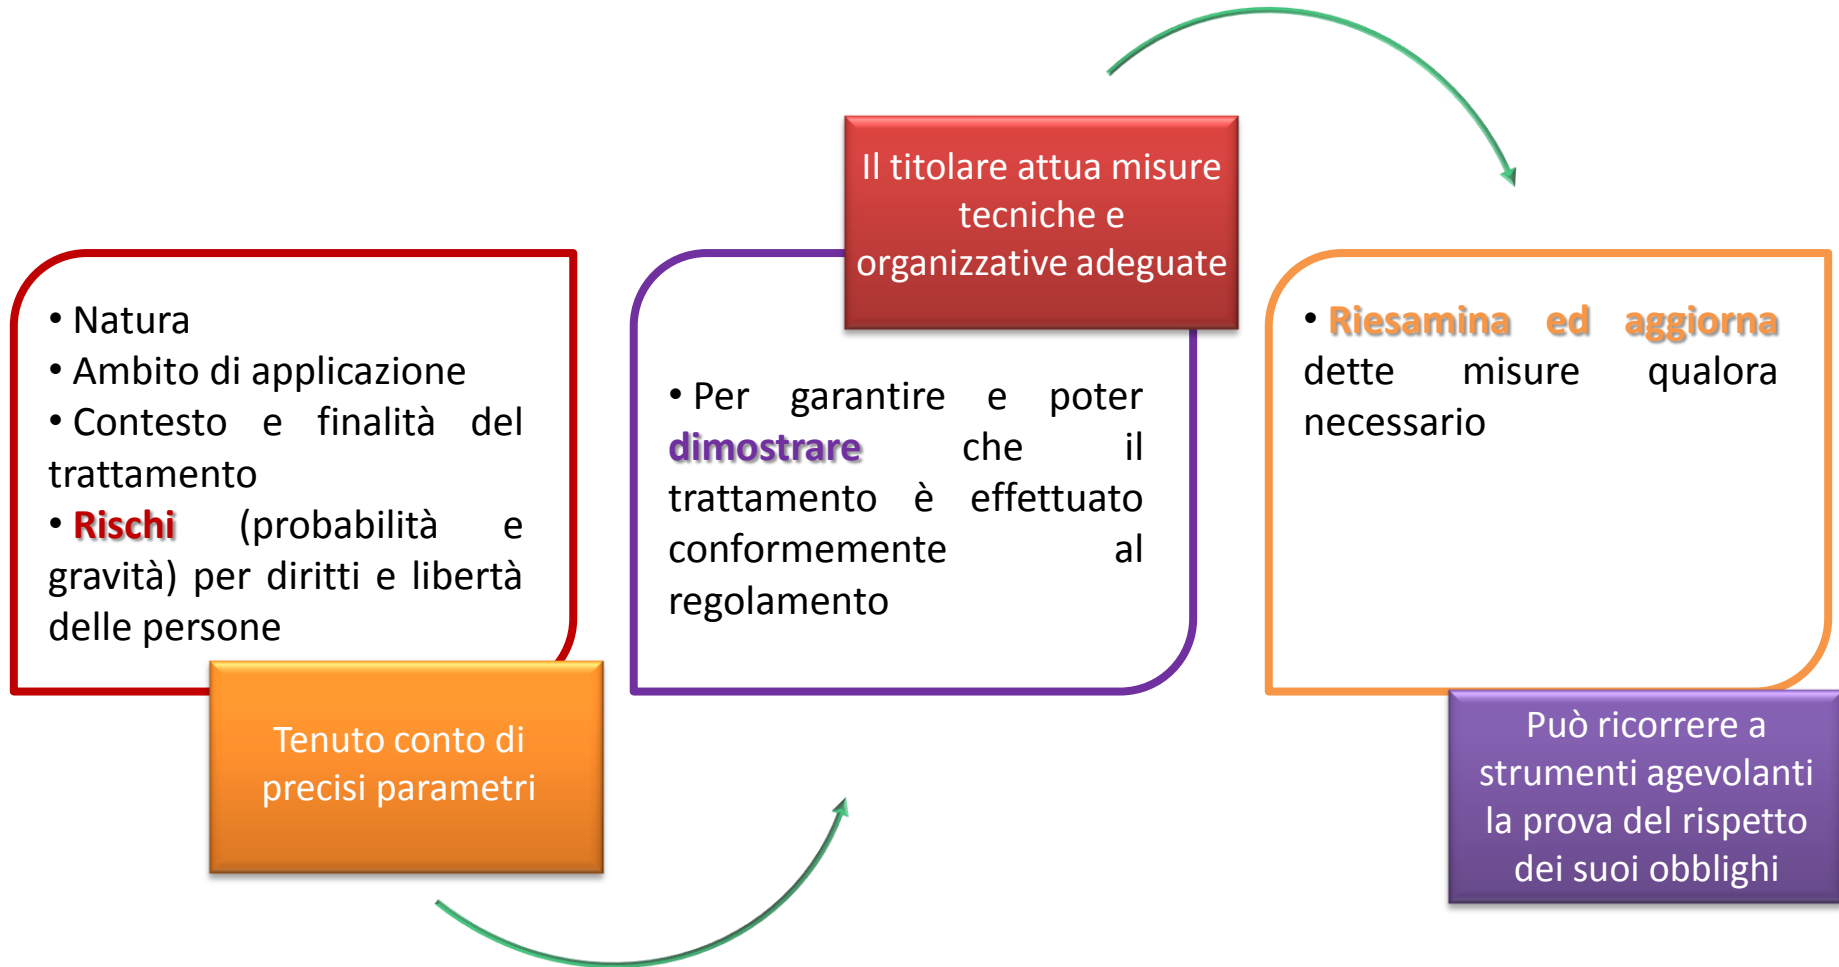 • Natura
• Ambito di applicazione
• Contesto e finalità del
trattamento
• Rischi (probabilità e
gravità) per diritti e libertà
delle persone
Tenuto conto di
precisi parametri
Il titolare attua misure
tecniche e
organizzative adeguate
• Per garantire e poter
dimostrare che il
trattamento è effettuato
conformemente al
regolamento
• Riesamina ed aggiorna
dette misure qualora
necessario
Può ricorrere a
strumenti agevolanti
la prova del rispetto
dei suoi obblighi